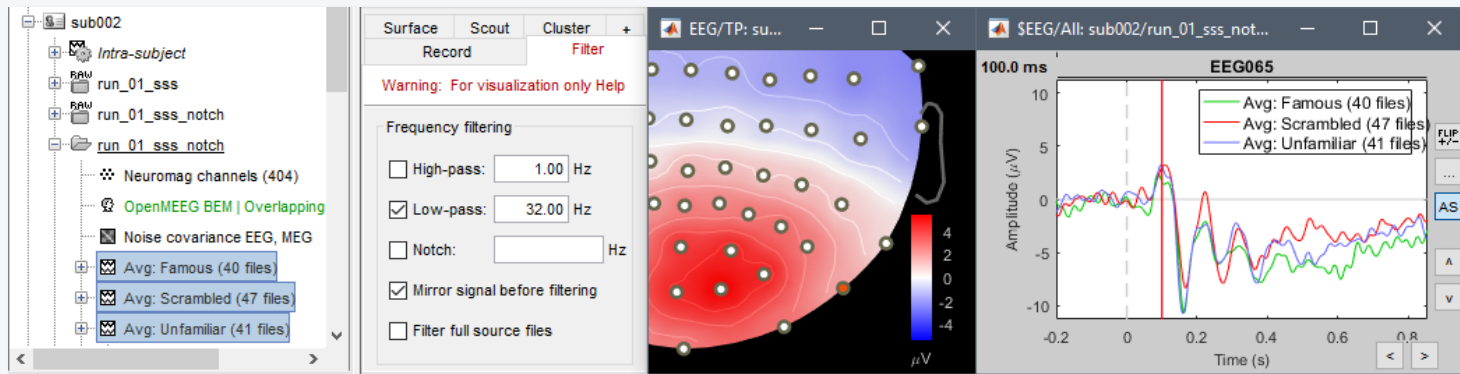 sub002
Intra-subject
RAW
run_01_sss
RAW
run_01_sss_notch
run_01_sss_notch
Neuromag channels (404)
OpenMEEG BEM | Overlapping
Noise covariance EEG, MEG
Avg: Famous (40 files)
Avg: Scrambled (47 files)
Avg: Unfamiliar (41 files)
Surface Scout Cluster +
Record Filter
Warning: For visualization only Help
Frequency filtering
High-pass: 1.00 Hz
Low-pass: 32.00 Hz
Notch: Hz
Mirror signal before filtering
Filter full source files
EEG/TP: su...
4
2
0
-2
-4
μV
$EEG/All: sub002/run_01_sss_not...
100.0 ms EEG065
Avg: Famous (40 files)
Avg: Scrambled (47 files)
Avg: Unfamiliar (41 files)
10
5
0
-5
-10
Amplitude (μV)
-0.2 0 0.2 0.4 0.6 0.8
Time (s)
FLIP
+/-
...
AS
ʌ
v
< >